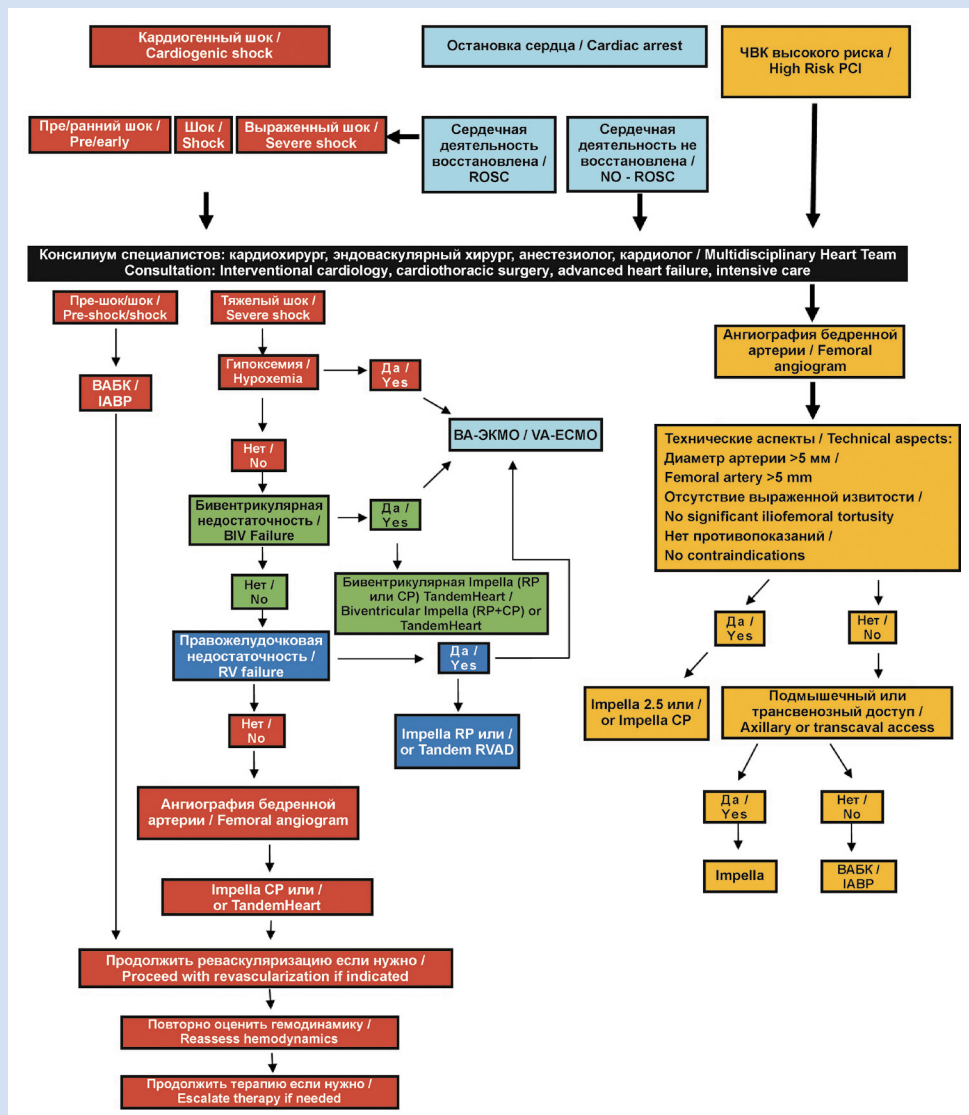 Кардиогенный шок /
Cardiogenic shock
Остановка сердца / Cardiac arrest
ЧВК высокого риска /
High Risk PCI
Пре/ранний шок /
Pre/early
Шок /
Shock
Выраженный шок /
Severe shock
Сердечная
деятельность
восстановлена /
ROSC
Сердечная
деятельность не
восстановлена /
NO - ROSC
Консилиум специалистов: кардиохирург, эндоваскулярный хирург, анестезиолог, кардиолог / Multidisciplinary Heart Team
Consultation: Interventional cardiology, cardiothoracic surgery, advanced heart failure, intensive care
Пре-шок/шок /
Pre-shock/shock
Тяжелый шок /
Severe shock
Ангиография бедренной
артерии / Femoral
angiogram
Гипоксемия /
Hypoxemia
Да /
Yes
ВАБК /
IABP
ВА-ЭКМО / VA-ECMO
Технические аспекты / Technical aspects:
Диаметр артерии >5 мм /
Femoral artery >5 mm
Отсутствие выраженной извитости /
No significant iliofemoral tortusity
Нет противопоказаний /
No contraindications
Нет /
No
Бивентрикулярная
недостаточность /
BIV Failure
Да /
Yes
Нет /
No
Бивентрикулярная Impella (RP
или CP) TandemHeart /
Biventricular Impella (RP+CP) or
TandemHeart
Правожелудочковая
недостаточность /
RV failure
Да /
Yes
Да /
Yes
Нет /
No
Нет /
No
Impella RP или /
or Tandem RVAD
Impella 2.5 или /
or Impella CP
Подмышечный или
трансвенозный доступ /
Axillary or transcaval access
Ангиография бедренной
артерии / Femoral angiogram
Да /
Yes
Нет /
No
Impella CP или /
or TandemHeart
Impella
ВАБК /
IABP
Продолжить реваскуляризацию если нужно /
Proceed with revascularization if indicated
Повторно оценить гемодинамику /
Reassess hemodynamics
Продолжить терапию если нужно /
Escalate therapy if needed